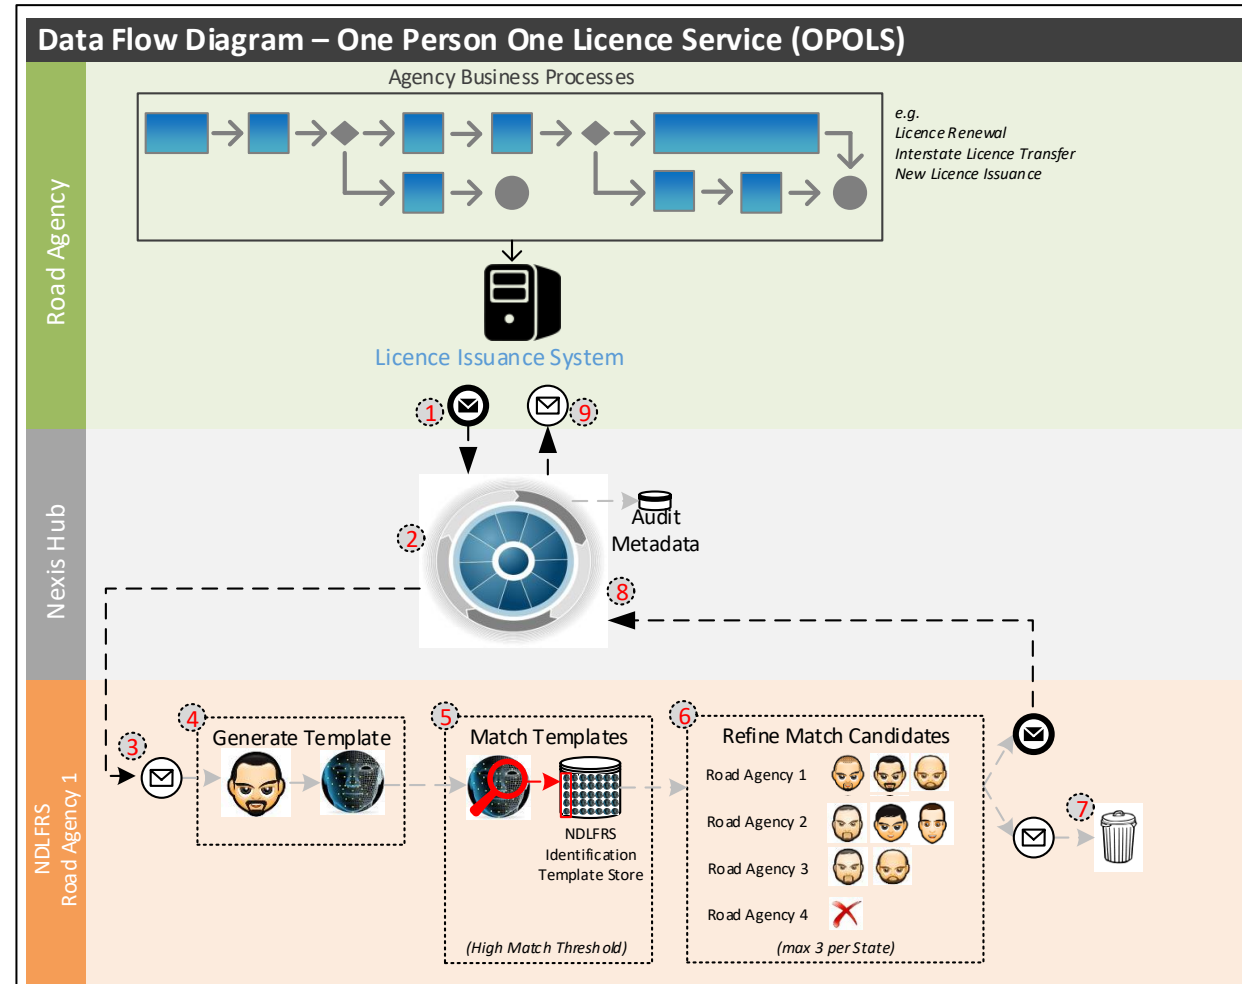 Data Flow Diagram – One Person One Licence Service (OPOLS)
Road Agency
Agency Business Processes
e.g.
Licence Renewal
Interstate Licence Transfer
New Licence Issuance
Licence Issuance System
1
9
Nexis Hub
2
Audit
Metadata
8
NDLFRS
Road Agency 1
3
4
Generate Template
5
Match Templates
NDLFRS
Identification
Template Store
(High Match Threshold)
6
Refine Match Candidates
Road Agency 1
Road Agency 2
Road Agency 3
Road Agency 4
(max 3 per State)
7